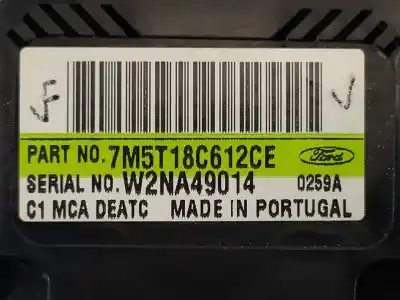 PART NO. 7M5T18C612CE Ford
SERIAL NO. W2NA49014 0259A
C1 MCA DEATC MADE IN PORTUGAL